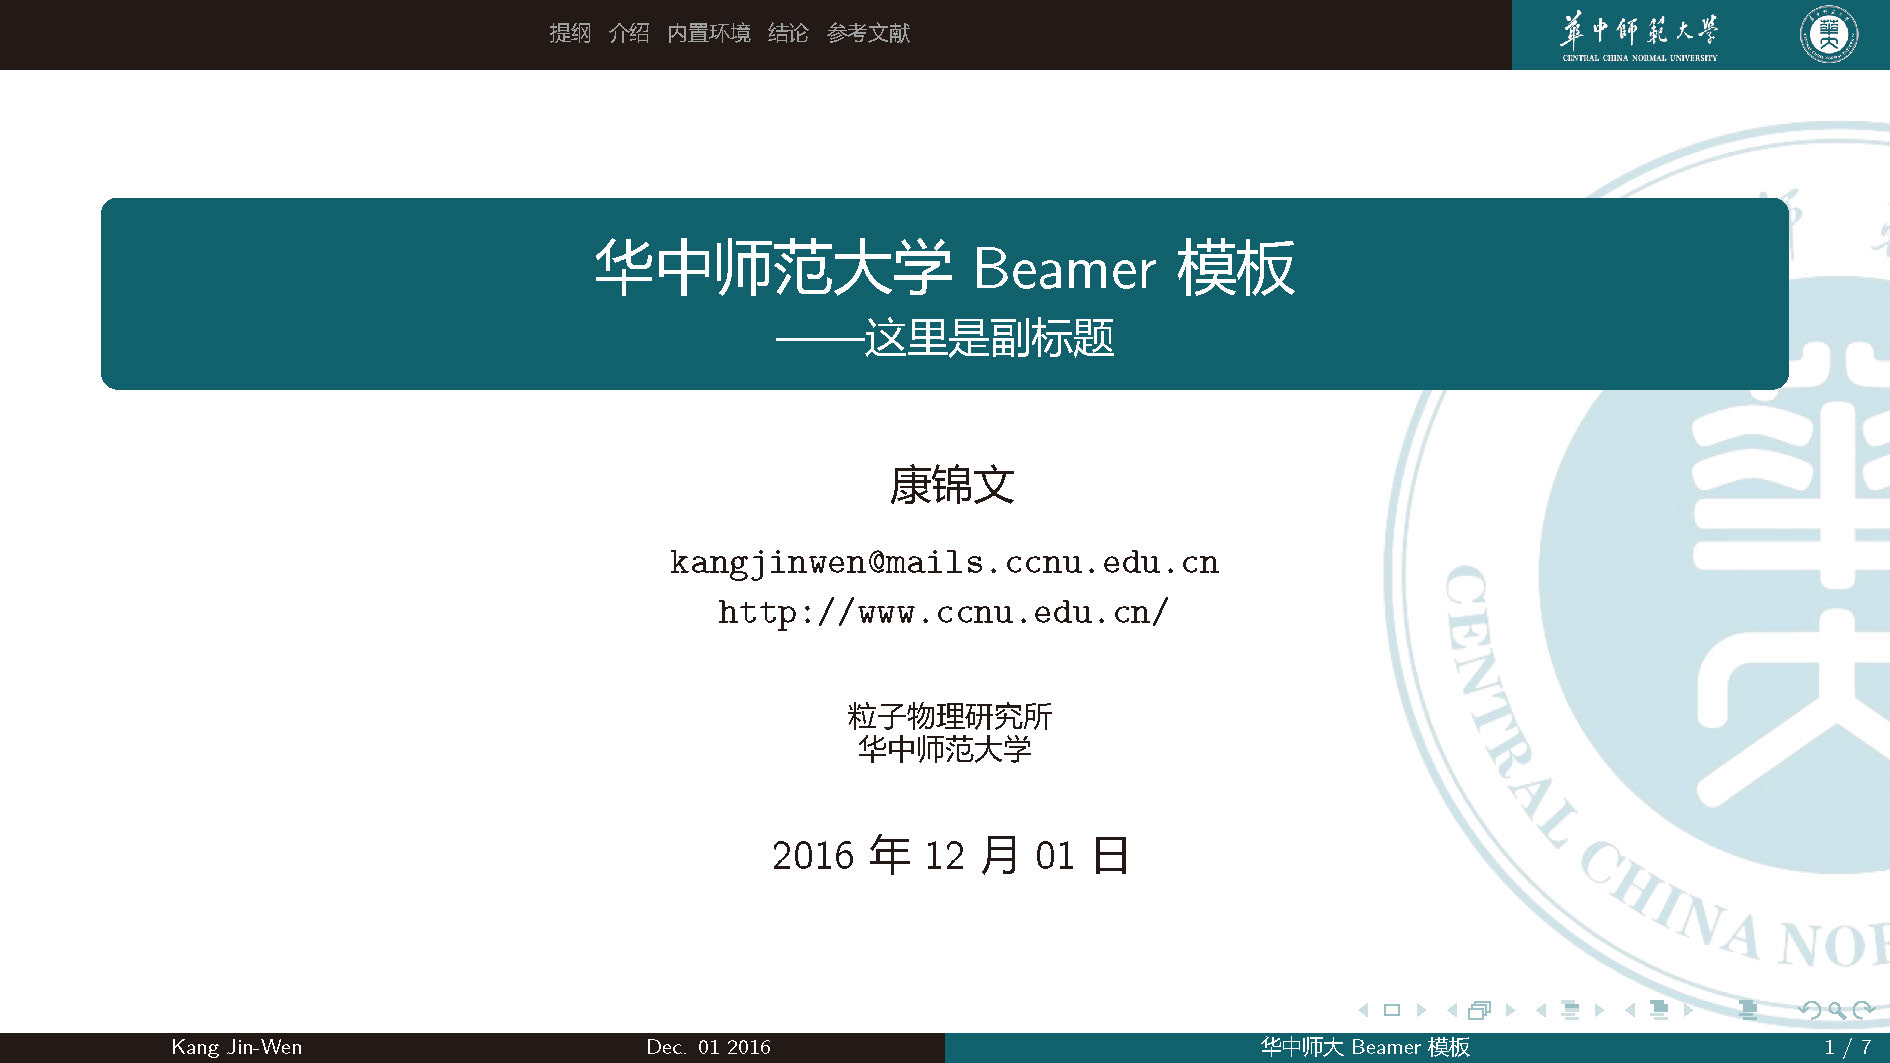 提纲 介绍 内置环境 结论 参考文献
華中師範大學
CENTRAL CHINA NORMAL UNIVERSITY
华中师范大学 Beamer 模板
——这里是副标题
康锦文
kangjinwen@mails.ccnu.edu.cn
http://www.ccnu.edu.cn/
粒子物理研究所
华中师范大学
2016 年 12 月 01 日
CENTRAL CHINA NOR
Kang Jin-Wen Dec. 01 2016 华中师大 Beamer 模板 1 / 7